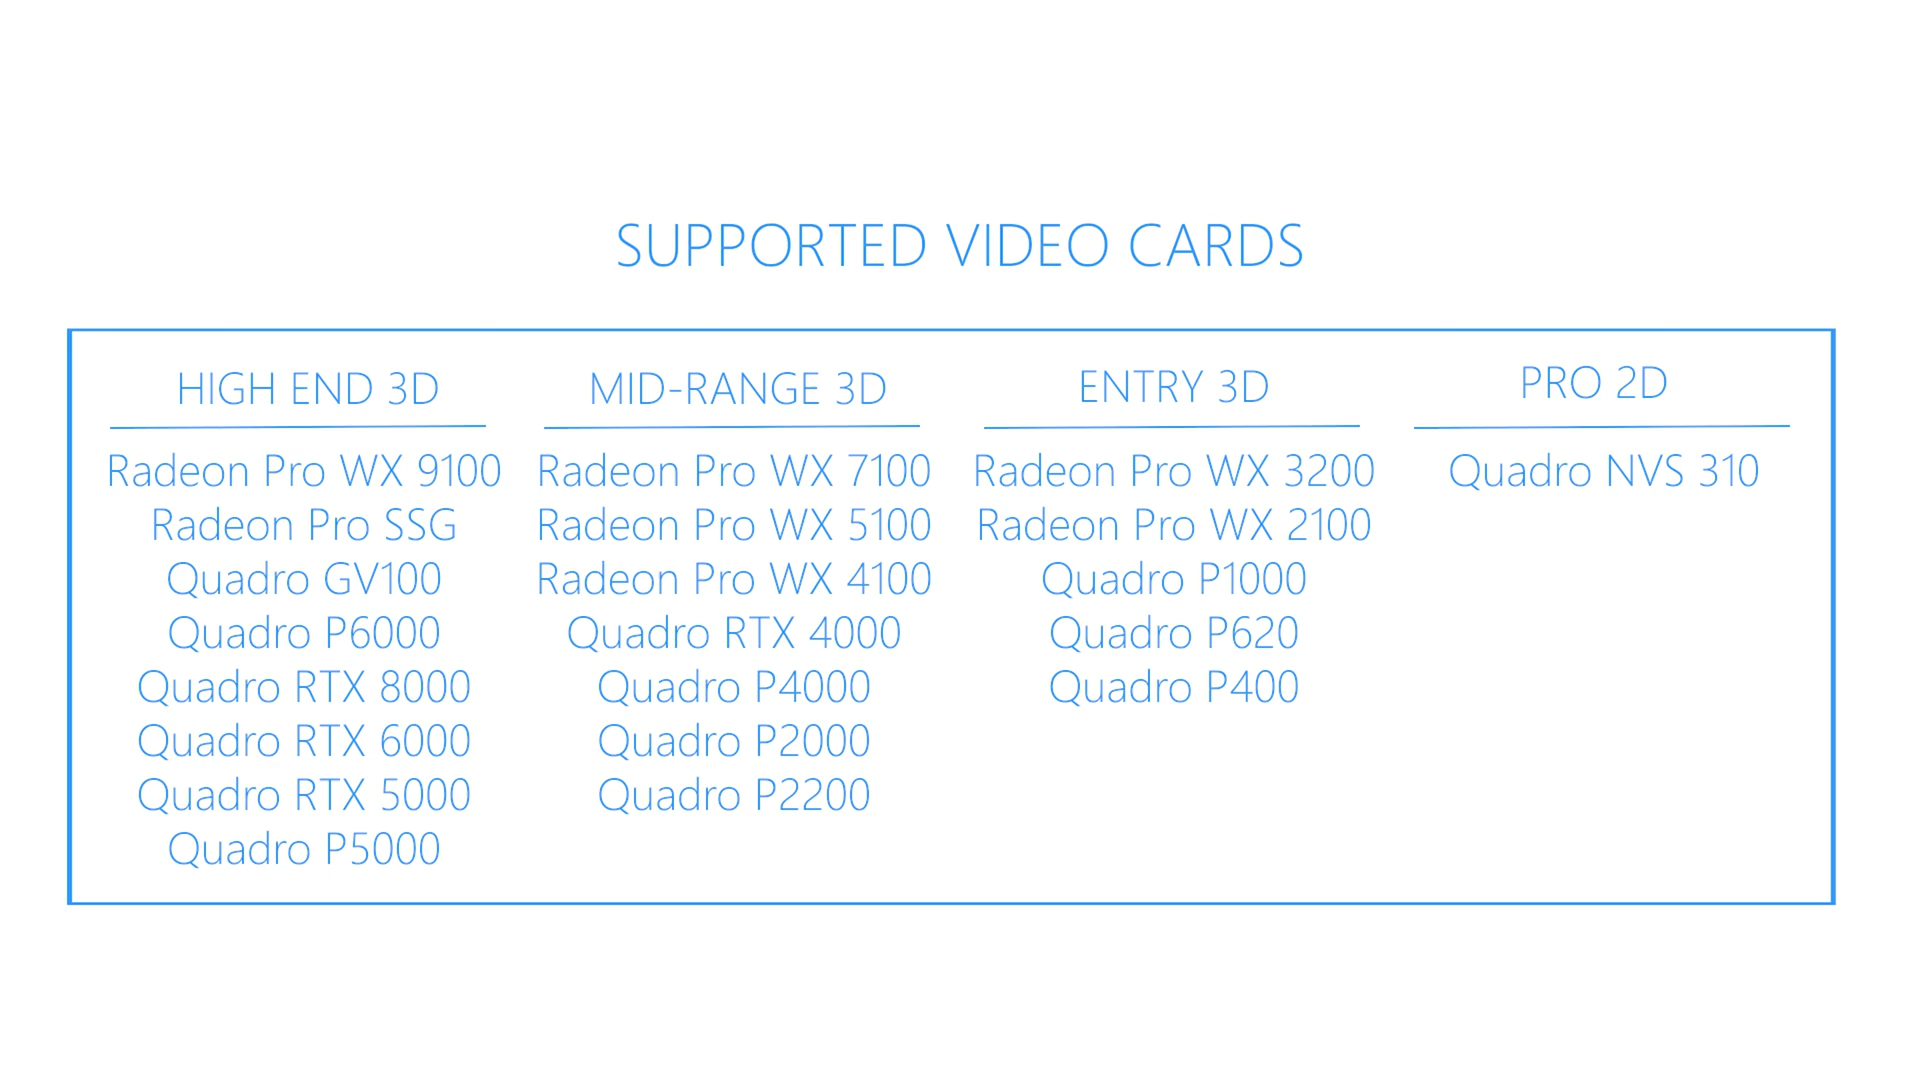 SUPPORTED VIDEO CARDS
HIGH END 3D
Radeon Pro WX 9100
Radeon Pro SSG
Quadro GV100
Quadro P6000
Quadro RTX 8000
Quadro RTX 6000
Quadro RTX 5000
Quadro P5000
MID-RANGE 3D
Radeon Pro WX 7100
Radeon Pro WX 5100
Radeon Pro WX 4100
Quadro RTX 4000
Quadro P4000
Quadro P2000
Quadro P2200
ENTRY 3D
Radeon Pro WX 3200
Radeon Pro WX 2100
Quadro P1000
Quadro P620
Quadro P400
PRO 2D
Quadro NVS 310